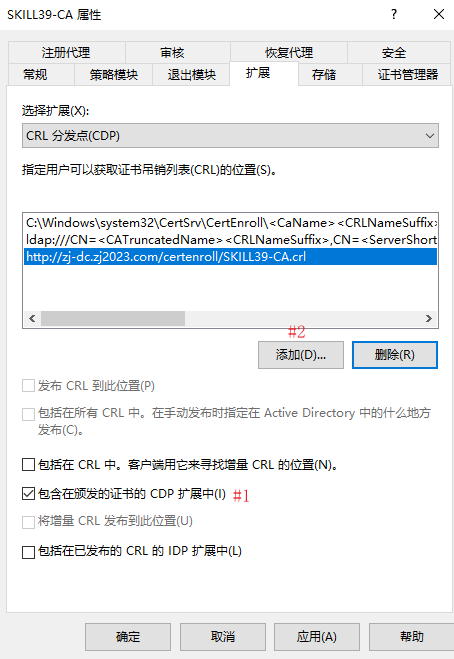 SKILL39-CA 属性
? ×
注册代理 审核 恢复代理 安全
常规 策略模块 退出模块 扩展 存储 证书管理器
选择扩展(X):
CRL 分发点(CDP)
指定用户可以获取证书吊销列表(CRL)的位置(S)。
C:\Windows\system32\CertSrv\CertEnroll\<CaName><CRLNameSuffix>
ldap:///CN=<CATruncatedName><CRLNameSuffix>,CN=<ServerShort
http://zj-dc.zj2023.com/certenroll/SKILL39-CA.crl
#2
添加(D)... 删除(R)
发布 CRL 到此位置(P)
包括在所有 CRL 中。在手动发布时指定在 Active Directory 中的什么地方
发布(C)。
包括在 CRL 中。客户端用它来寻找增量 CRL 的位置(N)。
包含在颁发的证书的 CDP 扩展中(I) #1
将增量 CRL 发布到此位置(U)
包括在已发布的 CRL 的 IDP 扩展中(L)
确定 取消 应用(A) 帮助